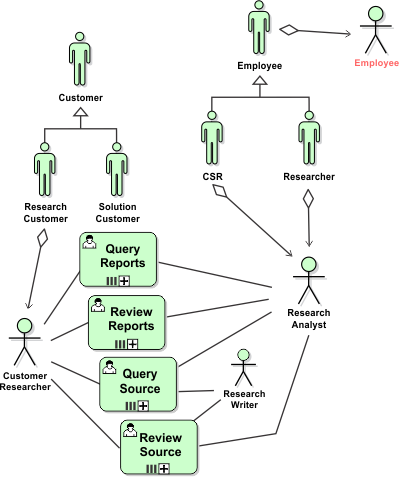 Employee
Employee
Customer
CSR
Researcher
Research
Customer
Solution
Customer
Query
Reports
Review
Reports
Research
Analyst
Customer
Researcher
Query
Source
Research
Writer
Review
Source